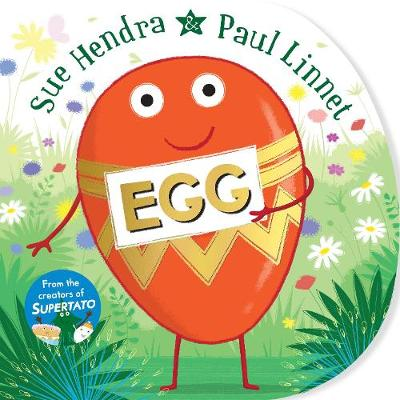 Sue Hendra & Paul Linnet
EGG
From the
creators of
SUPERTATO